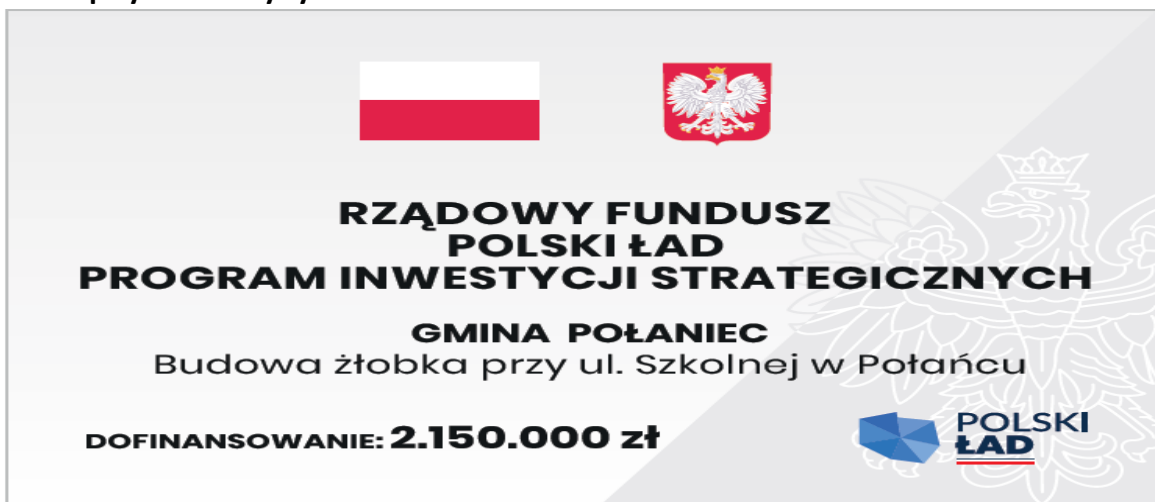 RZĄDOWY FUNDUSZ
POLSKI ŁAD
PROGRAM INWESTYCJI STRATEGICZNYCH
GMINA POŁANIEC
Budowa żłobka przy ul. Szkolnej w Połańcu
DOFINANSOWANIE: 2.150.000 zł
POLSKI
ŁAD